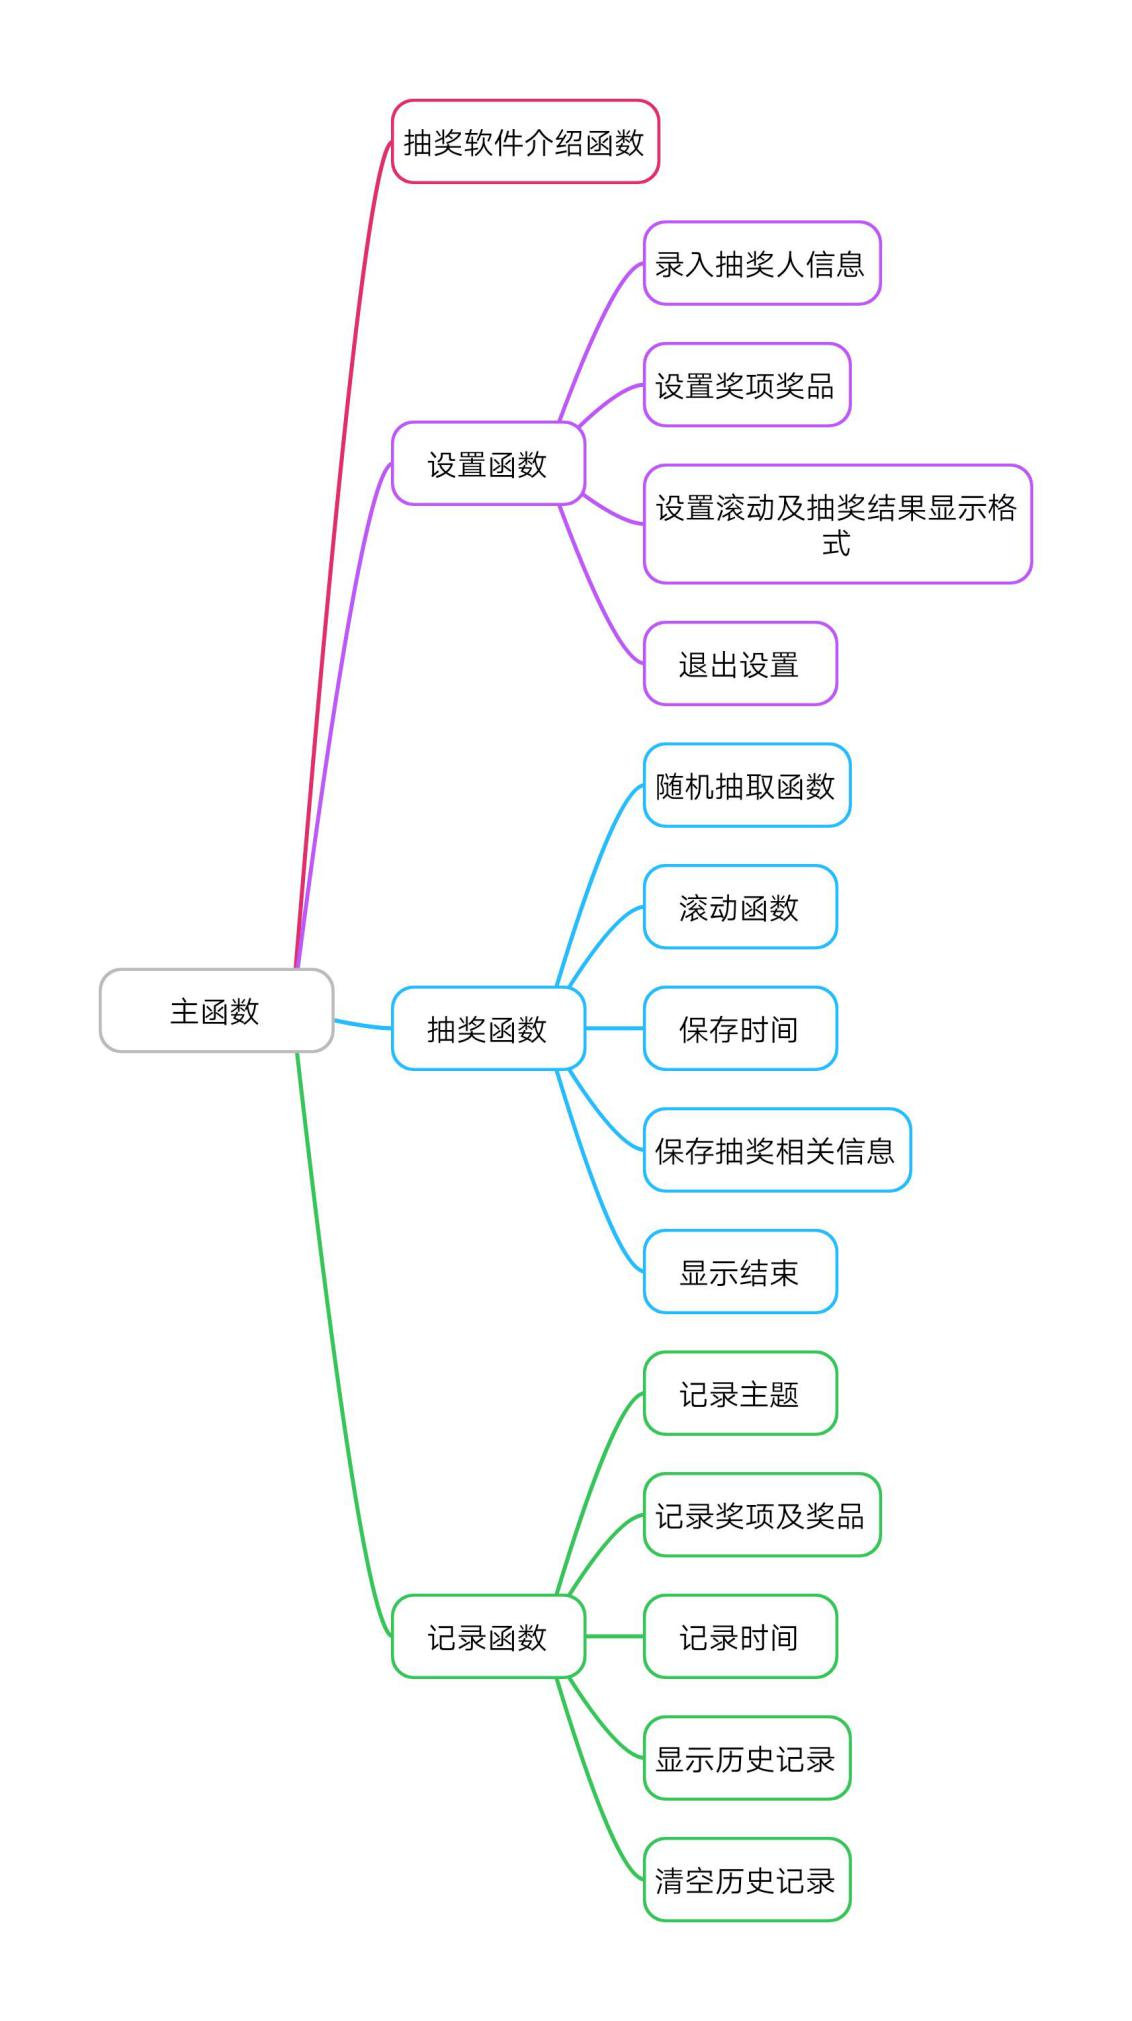 抽奖软件介绍函数
录入抽奖人信息
设置奖项奖品
设置函数
设置滚动及抽奖结果显示格
式
退出设置
随机抽取函数
滚动函数
主函数
抽奖函数
保存时间
保存抽奖相关信息
显示结束
记录主题
记录奖项及奖品
记录函数
记录时间
显示历史记录
清空历史记录